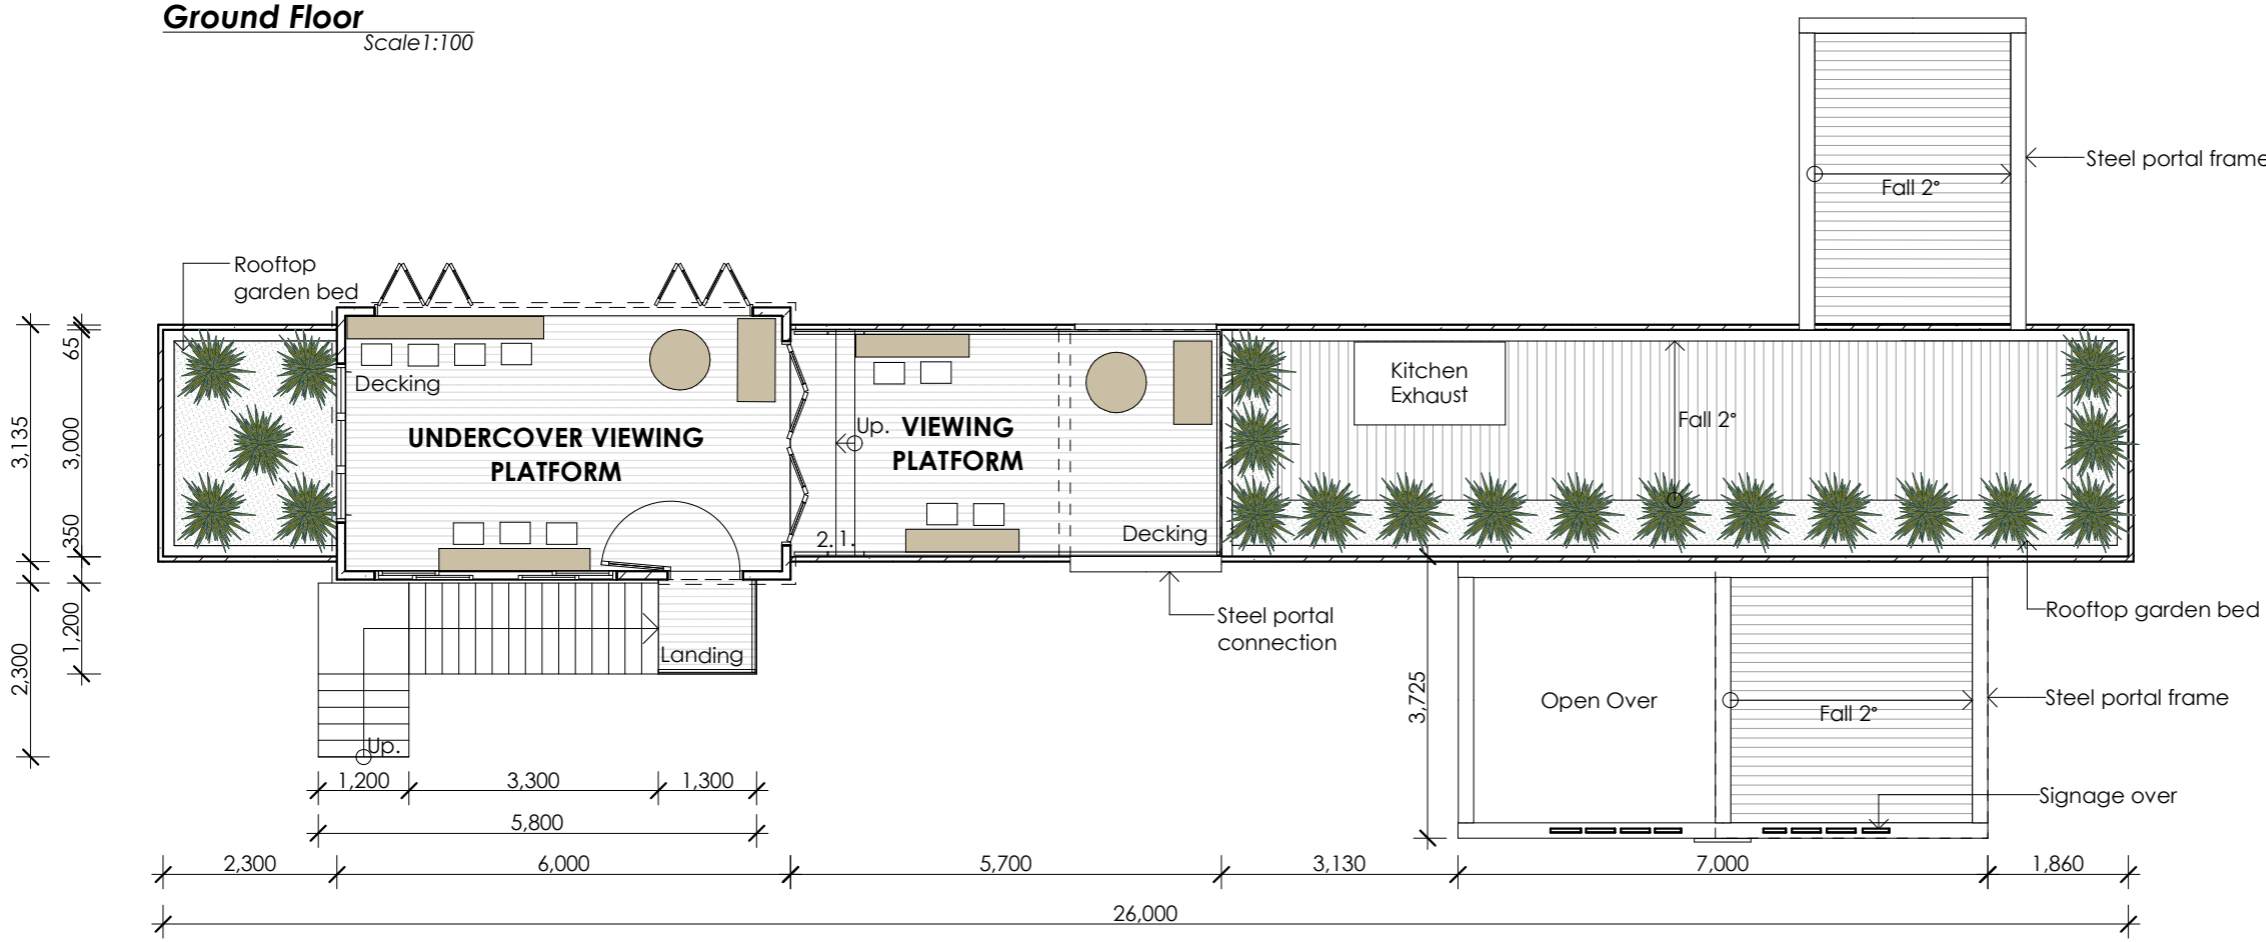 Ground Floor
Scale1:100
Steel portal frame
Fall 2°
Rooftop
garden bed
65
3,135
3,000
350
Decking
UNDERCOVER VIEWING
PLATFORM
Up.
VIEWING
PLATFORM
2. 1.
Decking
Kitchen
Exhaust
Fall 2°
2,300
1,200
Landing
Up.
Steel portal
connection
Rooftop garden bed
3,725
Open Over
Fall 2°
Steel portal frame
Signage over
1,200
3,300
1,300
5,800
2,300
6,000
5,700
3,130
7,000
1,860
26,000